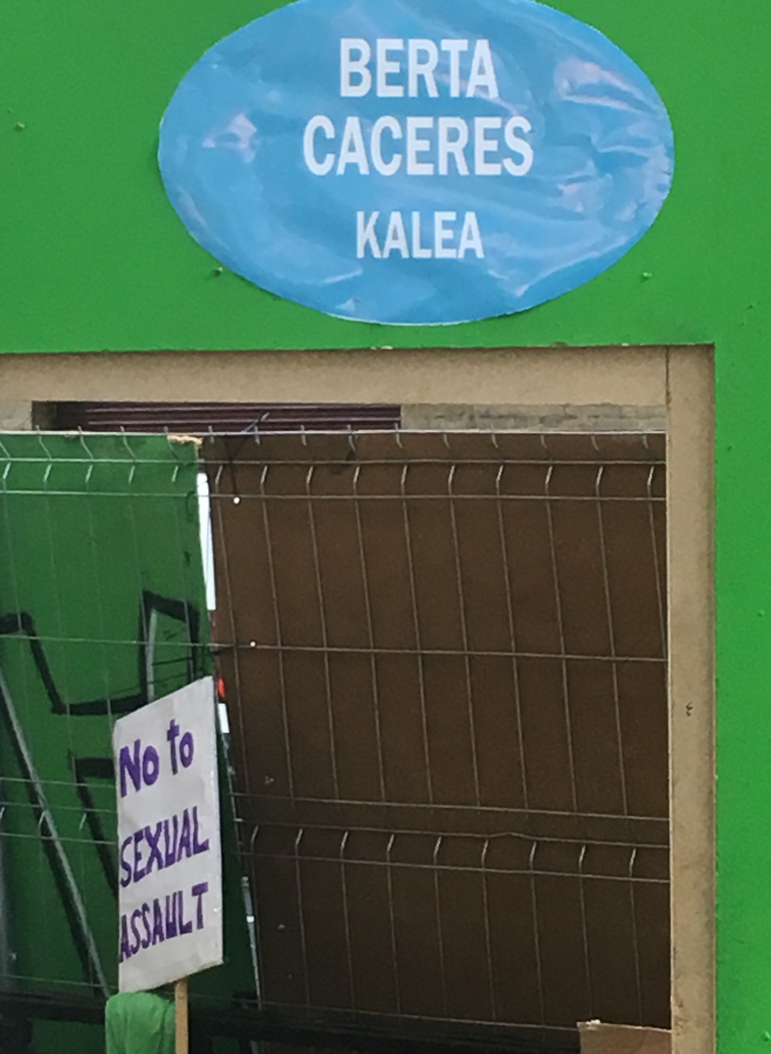 BERTA
CACERES
KALEA
No to
SEXUAL
ASSAULT